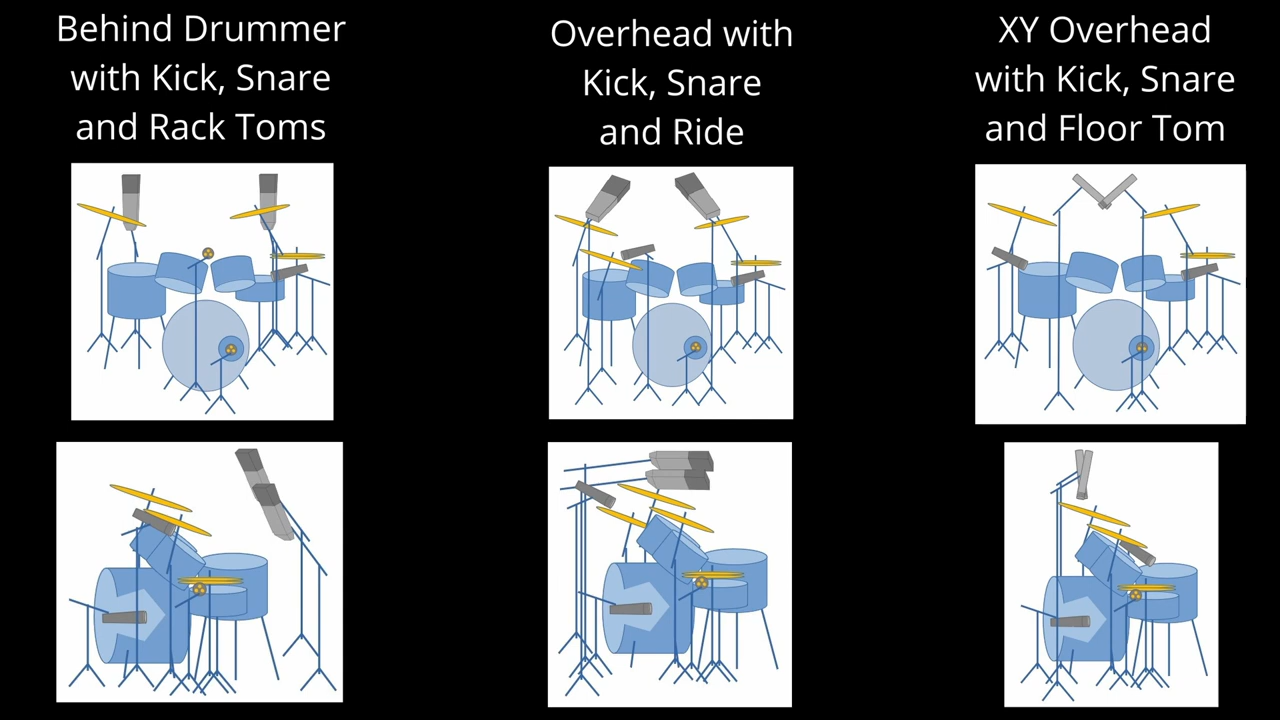 Behind Drummer
with Kick, Snare
and Rack Toms
Overhead with
Kick, Snare
and Ride
XY Overhead
with Kick, Snare
and Floor Tom